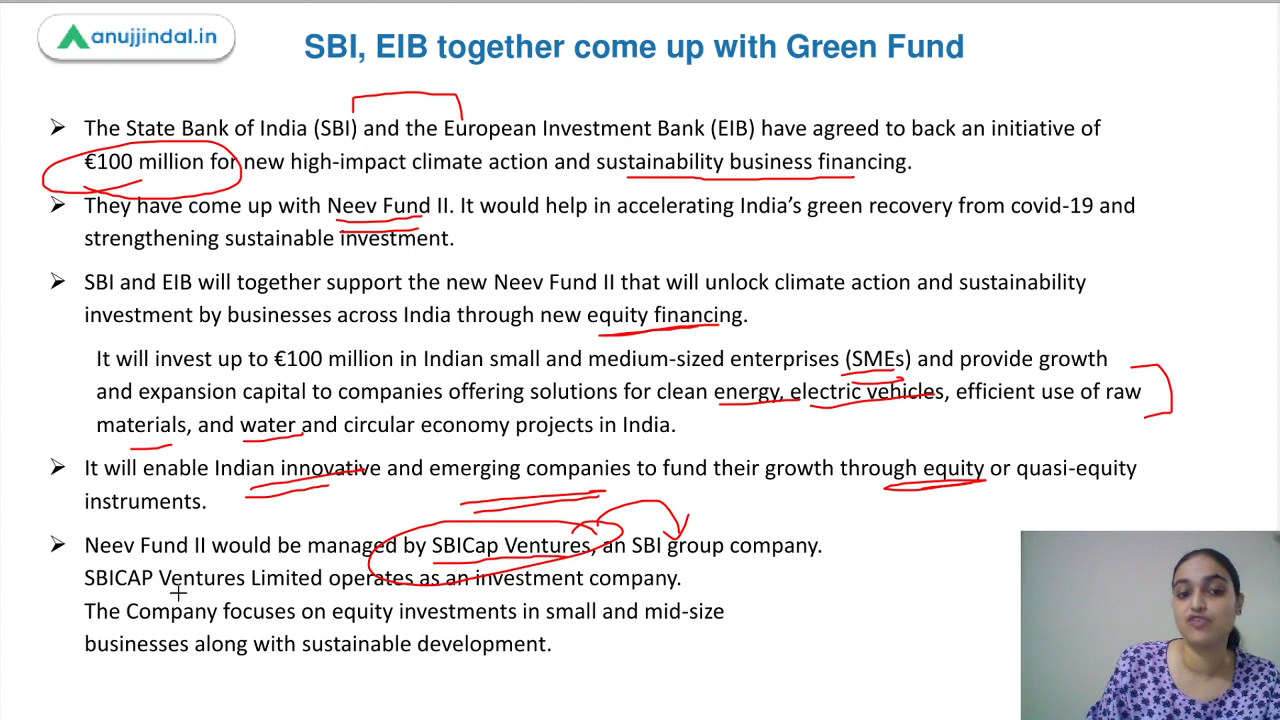 anujjindal.in
SBI, EIB together come up with Green Fund
➢ The State Bank of India (SBI) and the European Investment Bank (EIB) have agreed to back an initiative of
€100 million for new high-impact climate action and sustainability business financing.
➢ They have come up with Neev Fund II. It would help in accelerating India’s green recovery from covid-19 and
strengthening sustainable investment.
➢ SBI and EIB will together support the new Neev Fund II that will unlock climate action and sustainability
investment by businesses across India through new equity financing.
It will invest up to €100 million in Indian small and medium-sized enterprises (SMEs) and provide growth
and expansion capital to companies offering solutions for clean energy, electric vehicles, efficient use of raw
materials, and water and circular economy projects in India.
➢ It will enable Indian innovative and emerging companies to fund their growth through equity or quasi-equity
instruments.
➢ Neev Fund II would be managed by SBICap Ventures, an SBI group company.
SBICAP Ventures Limited operates as an investment company.
The Company focuses on equity investments in small and mid-size
businesses along with sustainable development.